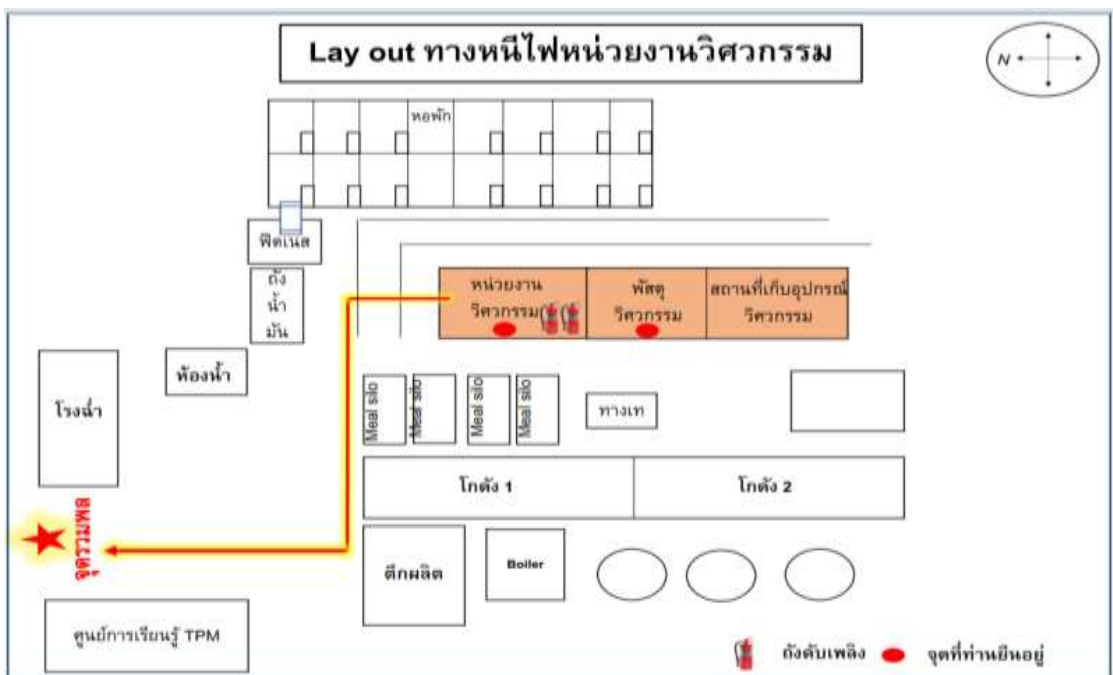 Lay out ทางหนีไฟหน่วยงานวิศวกรรม
N
หอพัก
ฟิตเนส
ถัง
น้ำ
มัน
หน่วยงาน
วิศวกรรม
พัสดุ
วิศวกรรม
สถานที่เก็บอุปกรณ์
วิศวกรรม
ห้องน้ำ
โรงฉ่ำ
Meal silo
Meal silo
Meal silo
Meal silo
ทางเท
โกดัง 1
โกดัง 2
จุดรวมพล
ตึกผลิต
Boiler
ศูนย์การเรียนรู้ TPM
ถังดับเพลิง
จุดที่ท่านยืนอยู่